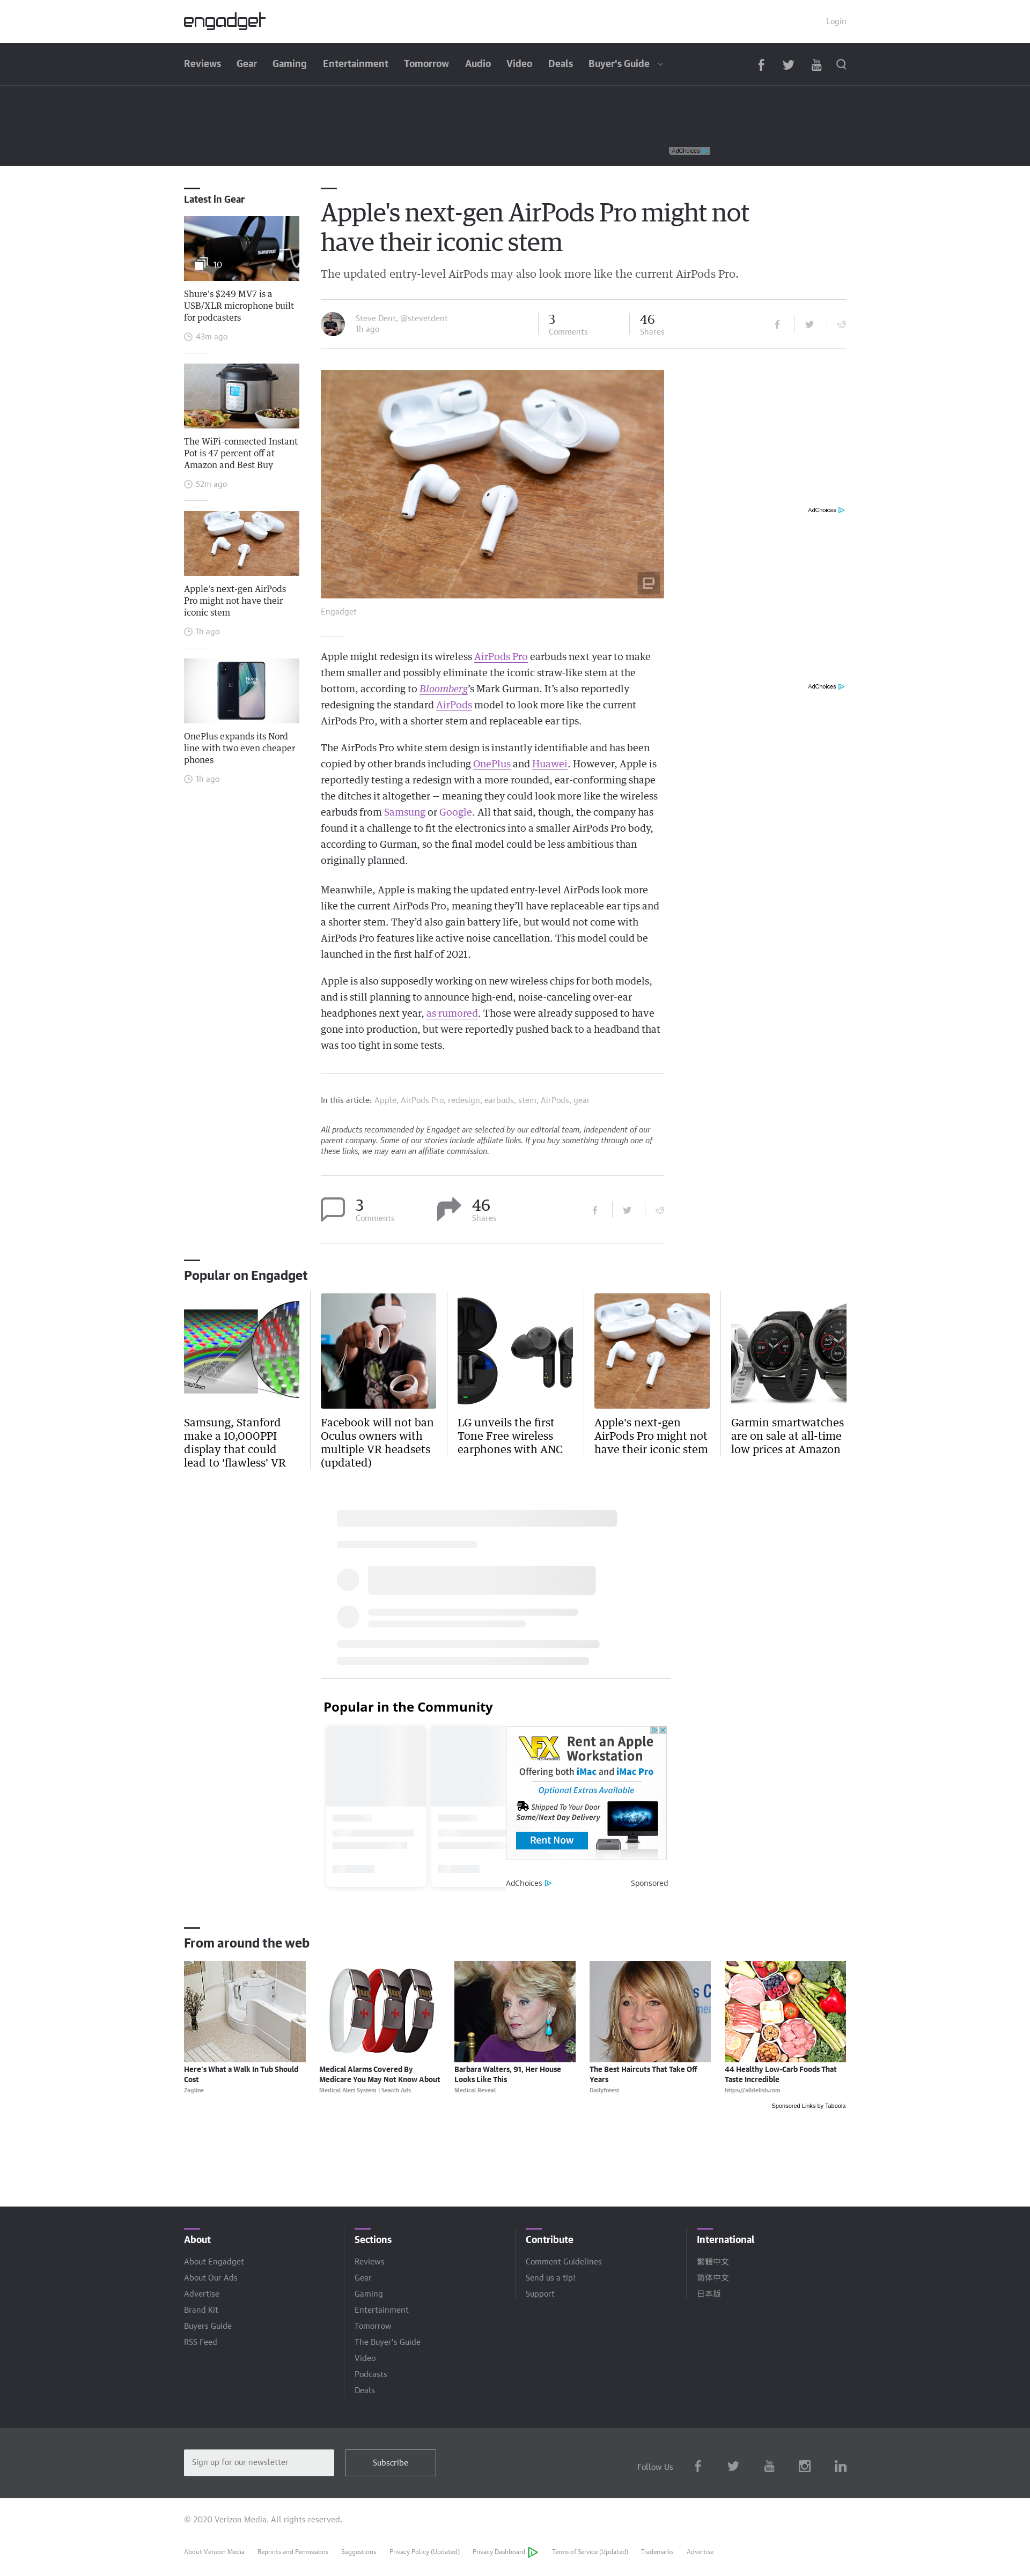 engadget
Login
Reviews Gear Gaming Entertainment Tomorrow Audio Video Deals Buyer's Guide
AdChoices
Latest in Gear
10
Shure's $249 MV7 is a
USB/XLR microphone built
for podcasters
43m ago
The WiFi-connected Instant
Pot is 47 percent off at
Amazon and Best Buy
52m ago
Apple's next-gen AirPods
Pro might not have their
iconic stem
1h ago
OnePlus expands its Nord
line with two even cheaper
phones
1h ago
Apple's next-gen AirPods Pro might not
have their iconic stem
The updated entry-level AirPods may also look more like the current AirPods Pro.
Steve Dent, @stevetdent
1h ago
3
Comments
46
Shares
AdChoices
Engadget
AdChoices
Apple might redesign its wireless AirPods Pro earbuds next year to make
them smaller and possibly eliminate the iconic straw-like stem at the
bottom, according to Bloomberg’s Mark Gurman. It’s also reportedly
redesigning the standard AirPods model to look more like the current
AirPods Pro, with a shorter stem and replaceable ear tips.
The AirPods Pro white stem design is instantly identifiable and has been
copied by other brands including OnePlus and Huawei. However, Apple is
reportedly testing a redesign with a more rounded, ear-conforming shape
the ditches it altogether — meaning they could look more like the wireless
earbuds from Samsung or Google. All that said, though, the company has
found it a challenge to fit the electronics into a smaller AirPods Pro body,
according to Gurman, so the final model could be less ambitious than
originally planned.
Meanwhile, Apple is making the updated entry-level AirPods look more
like the current AirPods Pro, meaning they’ll have replaceable ear tips and
a shorter stem. They’d also gain battery life, but would not come with
AirPods Pro features like active noise cancellation. This model could be
launched in the first half of 2021.
Apple is also supposedly working on new wireless chips for both models,
and is still planning to announce high-end, noise-canceling over-ear
headphones next year, as rumored. Those were already supposed to have
gone into production, but were reportedly pushed back to a headband that
was too tight in some tests.
In this article: Apple, AirPods Pro, redesign, earbuds, stem, AirPods, gear
All products recommended by Engadget are selected by our editorial team, independent of our
parent company. Some of our stories include affiliate links. If you buy something through one of
these links, we may earn an affiliate commission.
3
Comments
46
Shares
Popular on Engadget
Samsung, Stanford
make a 10,000PPI
display that could
lead to 'flawless' VR
Facebook will not ban
Oculus owners with
multiple VR headsets
(updated)
LG unveils the first
Tone Free wireless
earphones with ANC
Apple's next-gen
AirPods Pro might not
have their iconic stem
Garmin smartwatches
are on sale at all-time
low prices at Amazon
Popular in the Community
VFX
Rent an Apple
Workstation
Offering both iMac and iMac Pro
Optional Extras Available
Shipped To Your Door
Same/Next Day Delivery
Rent Now
AdChoices
Sponsored
From around the web
Here's What a Walk In Tub Should
Cost
Zagline
Medical Alarms Covered By
Medicare You May Not Know About
Medical Alert System | Search Ads
Barbara Walters, 91, Her House
Looks Like This
Medical Reveal
The Best Haircuts That Take Off
Years
Dailyforest
44 Healthy Low-Carb Foods That
Taste Incredible
https://alldelish.com
Sponsored Links by Taboola
About
About Engadget
About Our Ads
Advertise
Brand Kit
Buyers Guide
RSS Feed
Sections
Reviews
Gear
Gaming
Entertainment
Tomorrow
The Buyer's Guide
Video
Podcasts
Deals
Contribute
Comment Guidelines
Send us a tip!
Support
International
繁體中文
简体中文
日本版
Sign up for our newsletter
Subscribe
Follow Us
© 2020 Verizon Media. All rights reserved.
About Verizon Media Reprints and Permissions Suggestions Privacy Policy (Updated) Privacy Dashboard Terms of Service (Updated) Trademarks Advertise